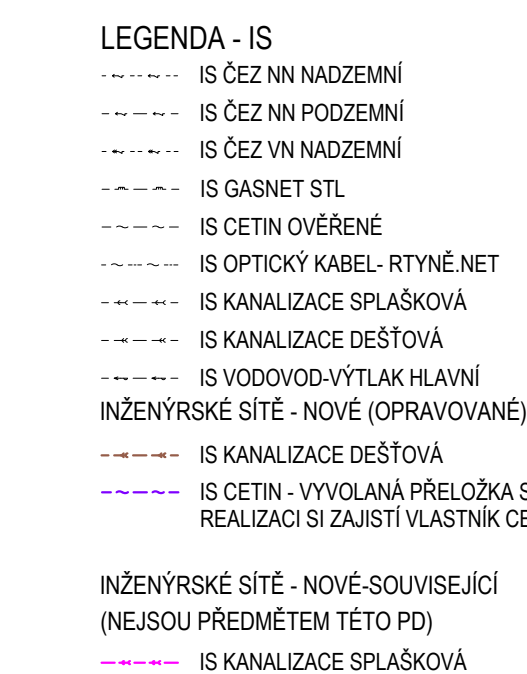 LEGENDA - IS
IS ČEZ NN NADZEMNÍ
IS ČEZ NN PODZEMNÍ
IS ČEZ VN NADZEMNÍ
IS GASNET STL
IS CETIN OVĚŘENÉ
IS OPTICKÝ KABEL- RTYNĚ.NET
IS KANALIZACE SPLAŠKOVÁ
IS KANALIZACE DEŠŤOVÁ
IS VODOVOD-VÝTLAK HLAVNÍ
INŽENÝRSKÉ SÍTĚ - NOVÉ (OPRAVOVANÉ)
IS KANALIZACE DEŠŤOVÁ
IS CETIN - VYVOLANÁ PŘELOŽKA
REALIZACI SI ZAJISTÍ VLASTNÍK
INŽENÝRSKÉ SÍTĚ - NOVÉ-SOUVISEJÍCÍ
(NEJSOU PŘEDMĚTEM TÉTO PD)
IS KANALIZACE SPLAŠKOVÁ